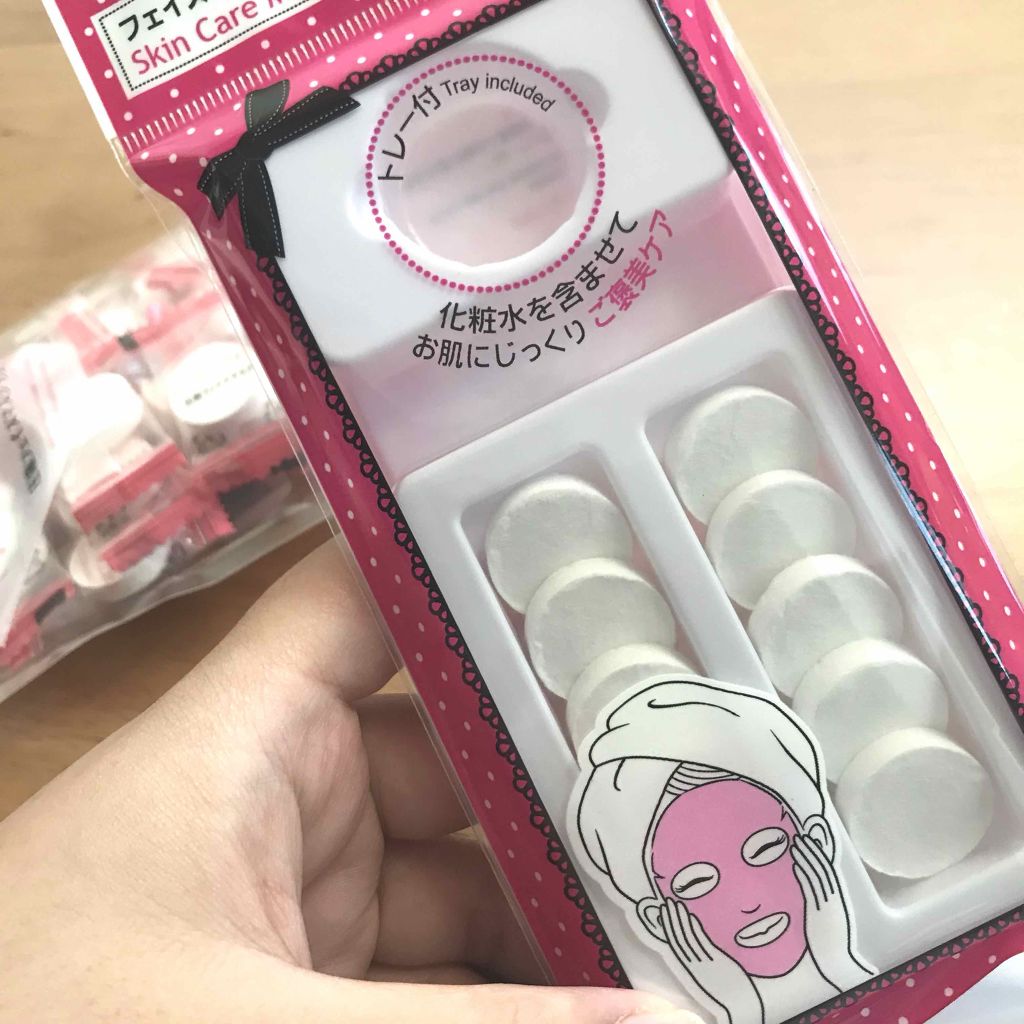 フェイス
Skin Care
トレー付 Tray included
化粧水を含ませて
お肌にじっくりご褒美ケア